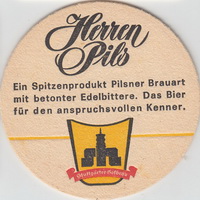 Herren
Pils
Ein Spitzenprodukt Pilsner Brauart
mit betonter Edelbittere. Das Bier
für den anspruchsvollen Kenner.